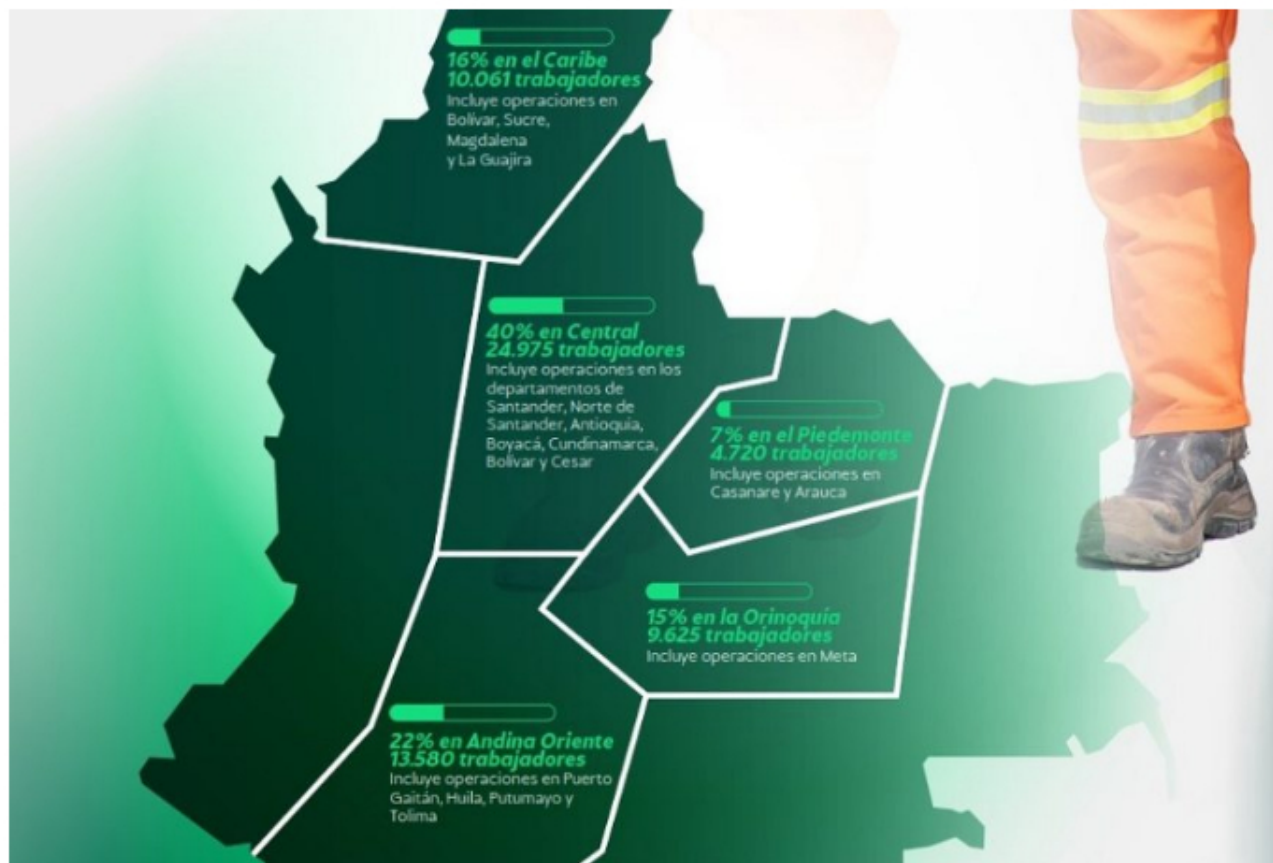 16% en el Caribe
10.061 trabajadores
Incluye operaciones en
Bolívar, Sucre,
Magdalena
y La Guajira
40% en Central
24.975 trabajadores
Incluye operaciones en los
departamentos de
Santander, Norte de
Santander, Antioquia,
Boyacá, Cundinamarca,
Bolívar y Cesar
7% en el Piedemonte
4.720 trabajadores
Incluye operaciones en
Casanare y Arauca
15% en la Orinoquía
9.625 trabajadores
Incluye operaciones en Meta
22% en Andina Oriente
13.580 trabajadores
Incluye operaciones en Puerto
Gaitán, Huila, Putumayo y
Tolima